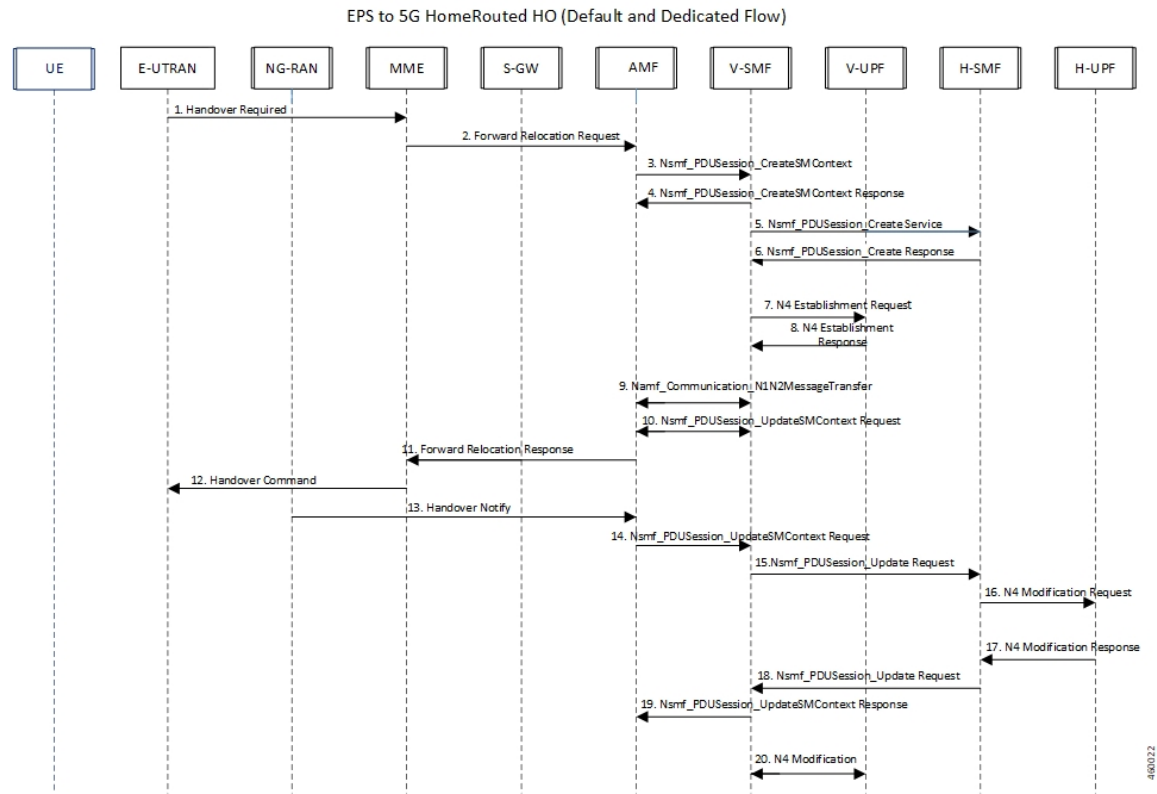 EPS to 5G HomeRouted HO (Default and Dedicated Flow)
UE
E-UTRAN
NG-RAN
MME
S-GW
AMF
V-SMF
V-UPF
H-SMF
H-UPF
1. Handover Required
2. Forward Relocation Request
3. Nsmf_PDUSession_CreateSMContext
4. Nsmf_PDUSession_CreateSMContext Response
5. Nsmf_PDUSession_Create Service
6. Nsmf_PDUSession_Create Response
7. N4 Establishment Request
8. N4 Establishment
Response
9. Namf_Communication_N1N2MessageTransfer
10. Nsmf_PDUSession_UpdateSMContext Request
11. Forward Relocation Response
12. Handover Command
13. Handover Notify
14. Nsmf_PDUSession_UpdateSMContext Request
15.Nsmf_PDUSession_Update Request
16. N4 Modification Request
17. N4 Modification Response
18. Nsmf_PDUSession_Update Request
19. Nsmf_PDUSession_UpdateSMContext Response
20. N4 Modification
460022